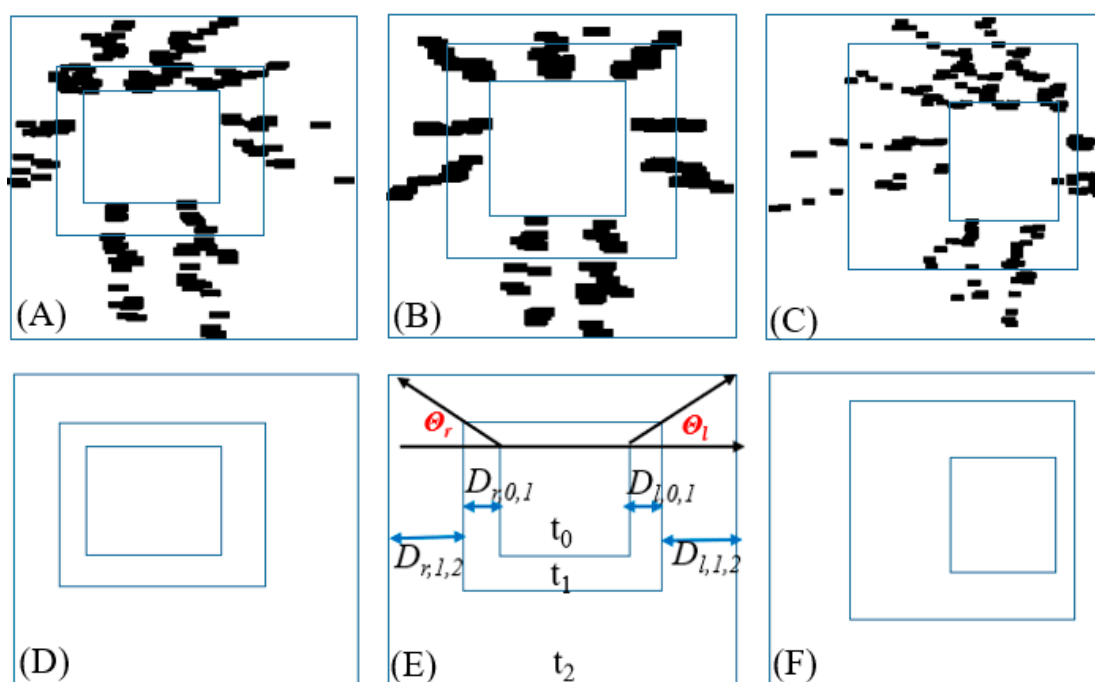 (A)
(B)
(C)
Θr
Θl
Dr,0,1
Dl,0,1
t0
Dr,1,2
t1
Dl,1,2
t2
(D)
(E)
(F)